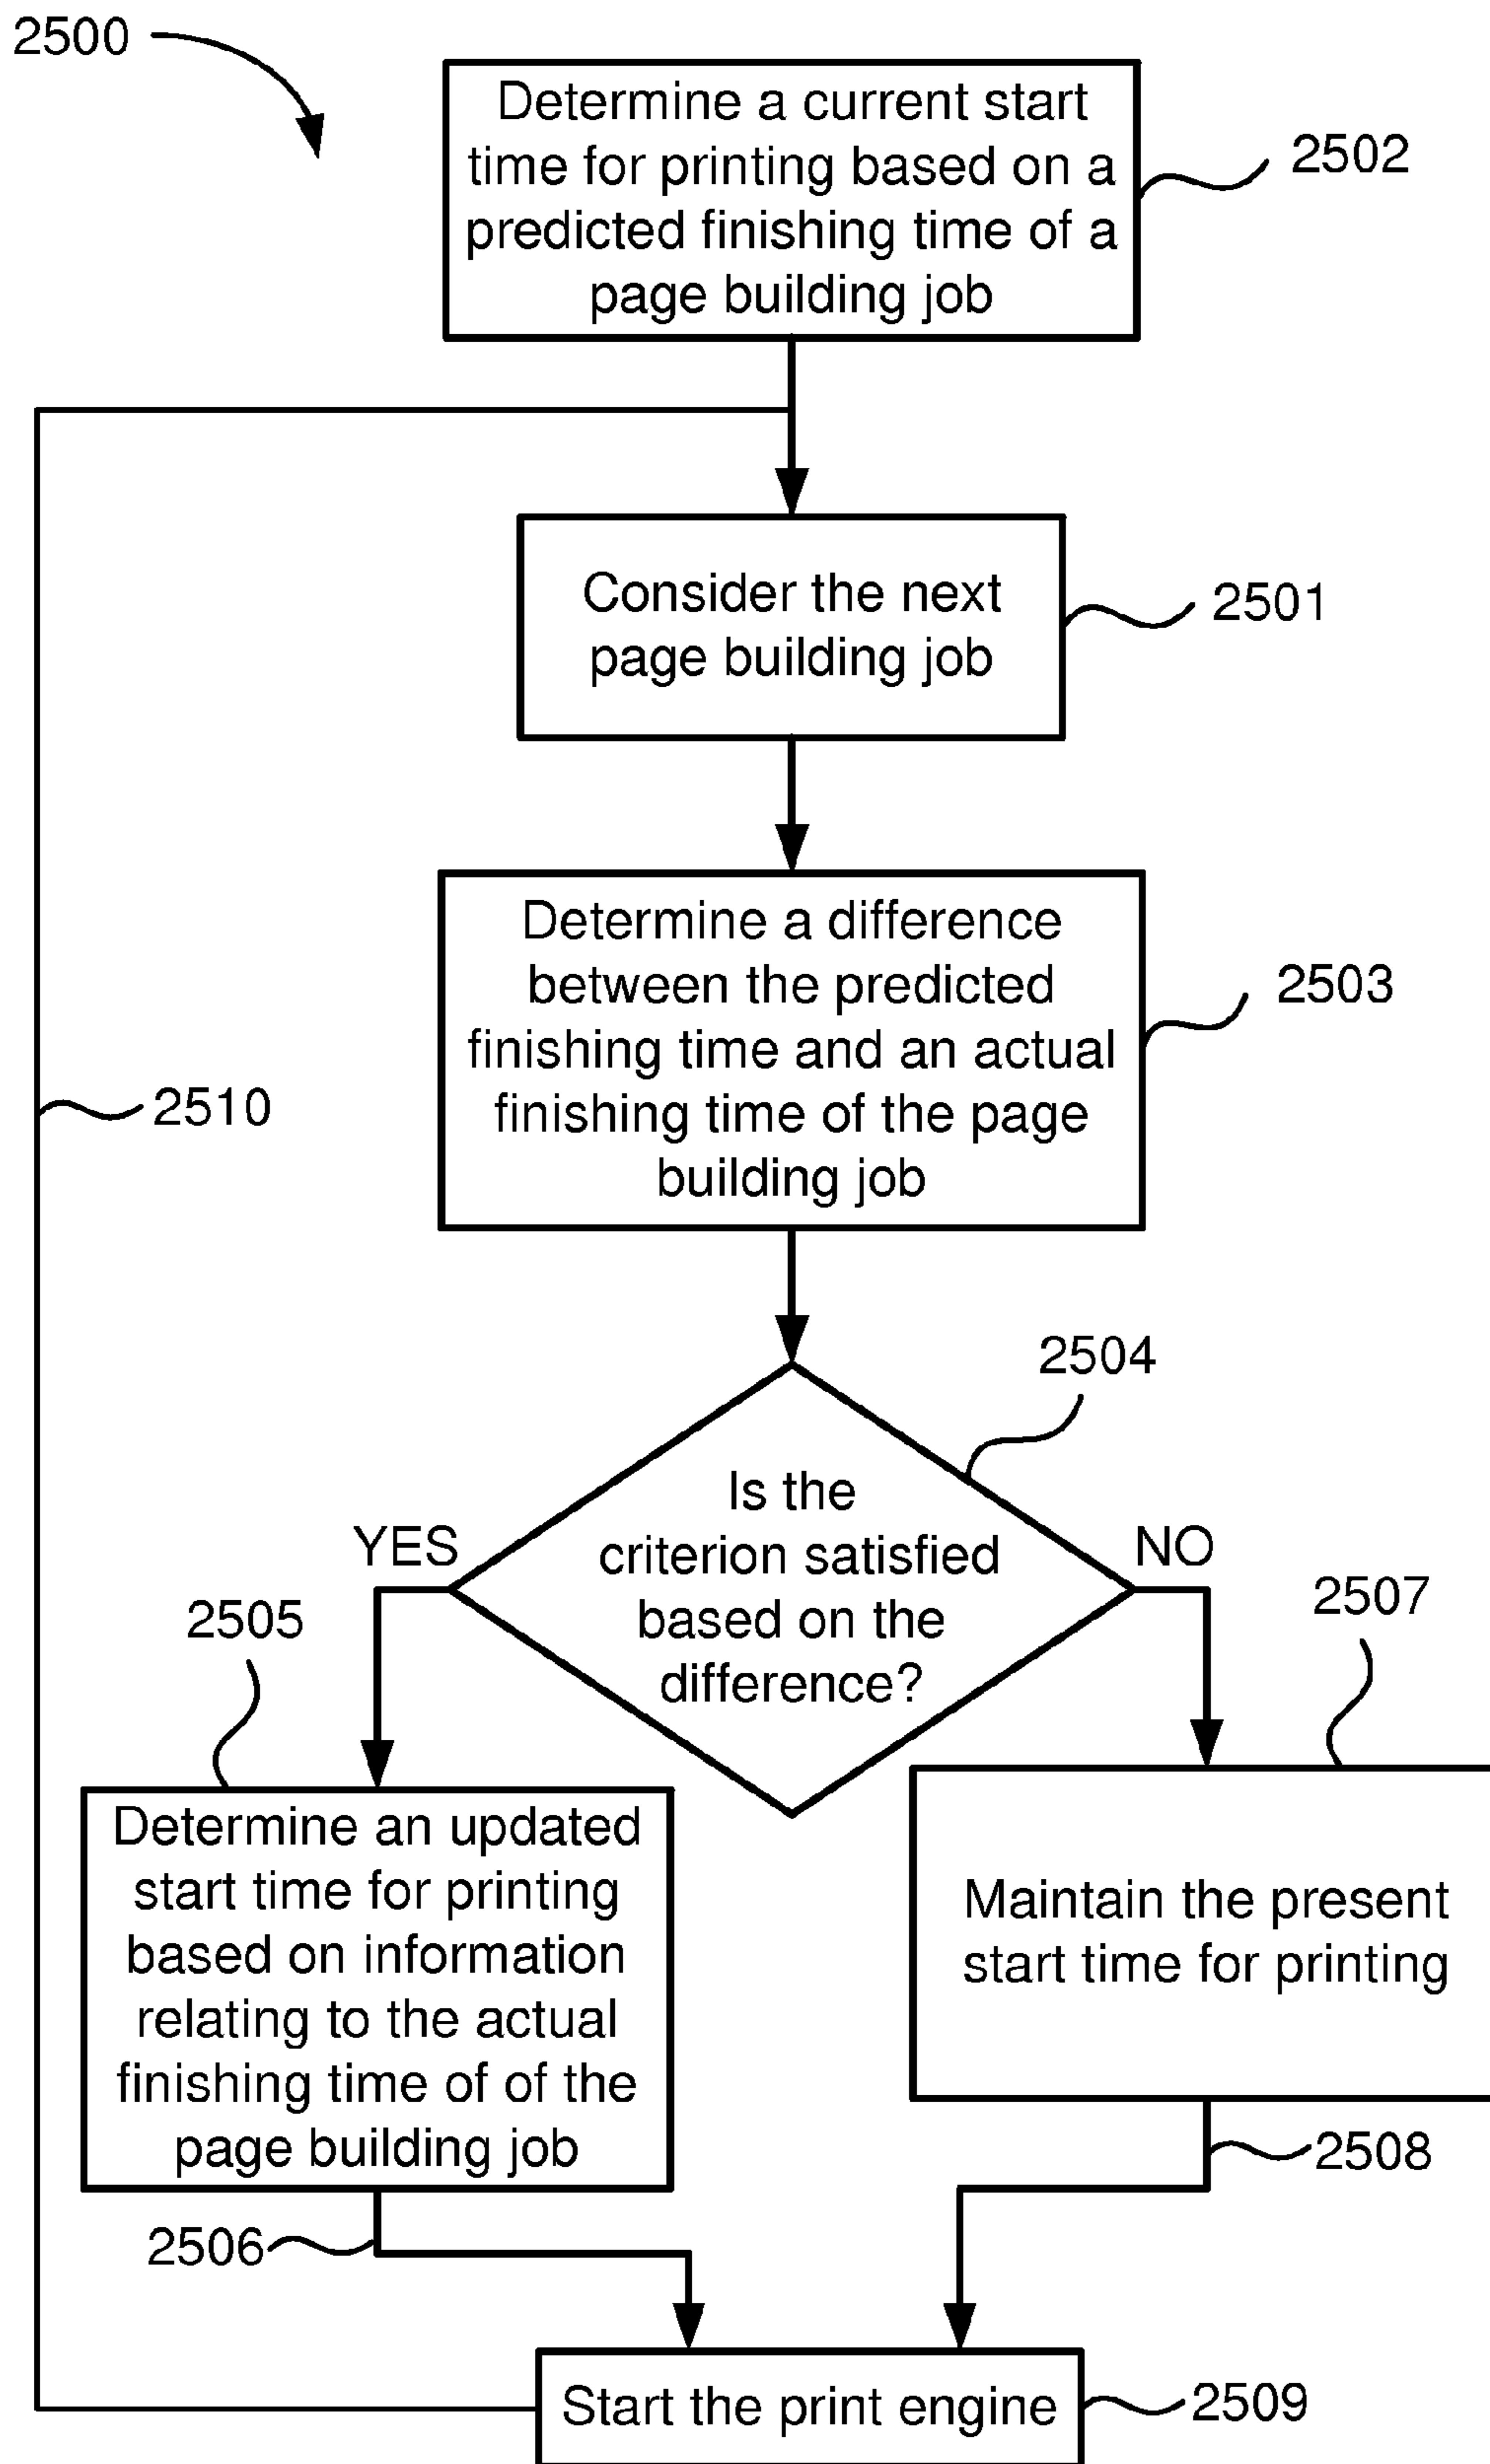 2500
Determine a current start
time for printing based on a
predicted finishing time of a
page building job
2502
Consider the next
page building job
2501
Determine a difference
between the predicted
finishing time and an actual
finishing time of the page
building job
2503
2510
2504
Is the
criterion satisfied
based on the
difference?
YES
NO
2505
2507
Determine an updated
start time for printing
based on information
relating to the actual
finishing time of of the
page building job
Maintain the present
start time for printing
2506
2508
Start the print engine
2509